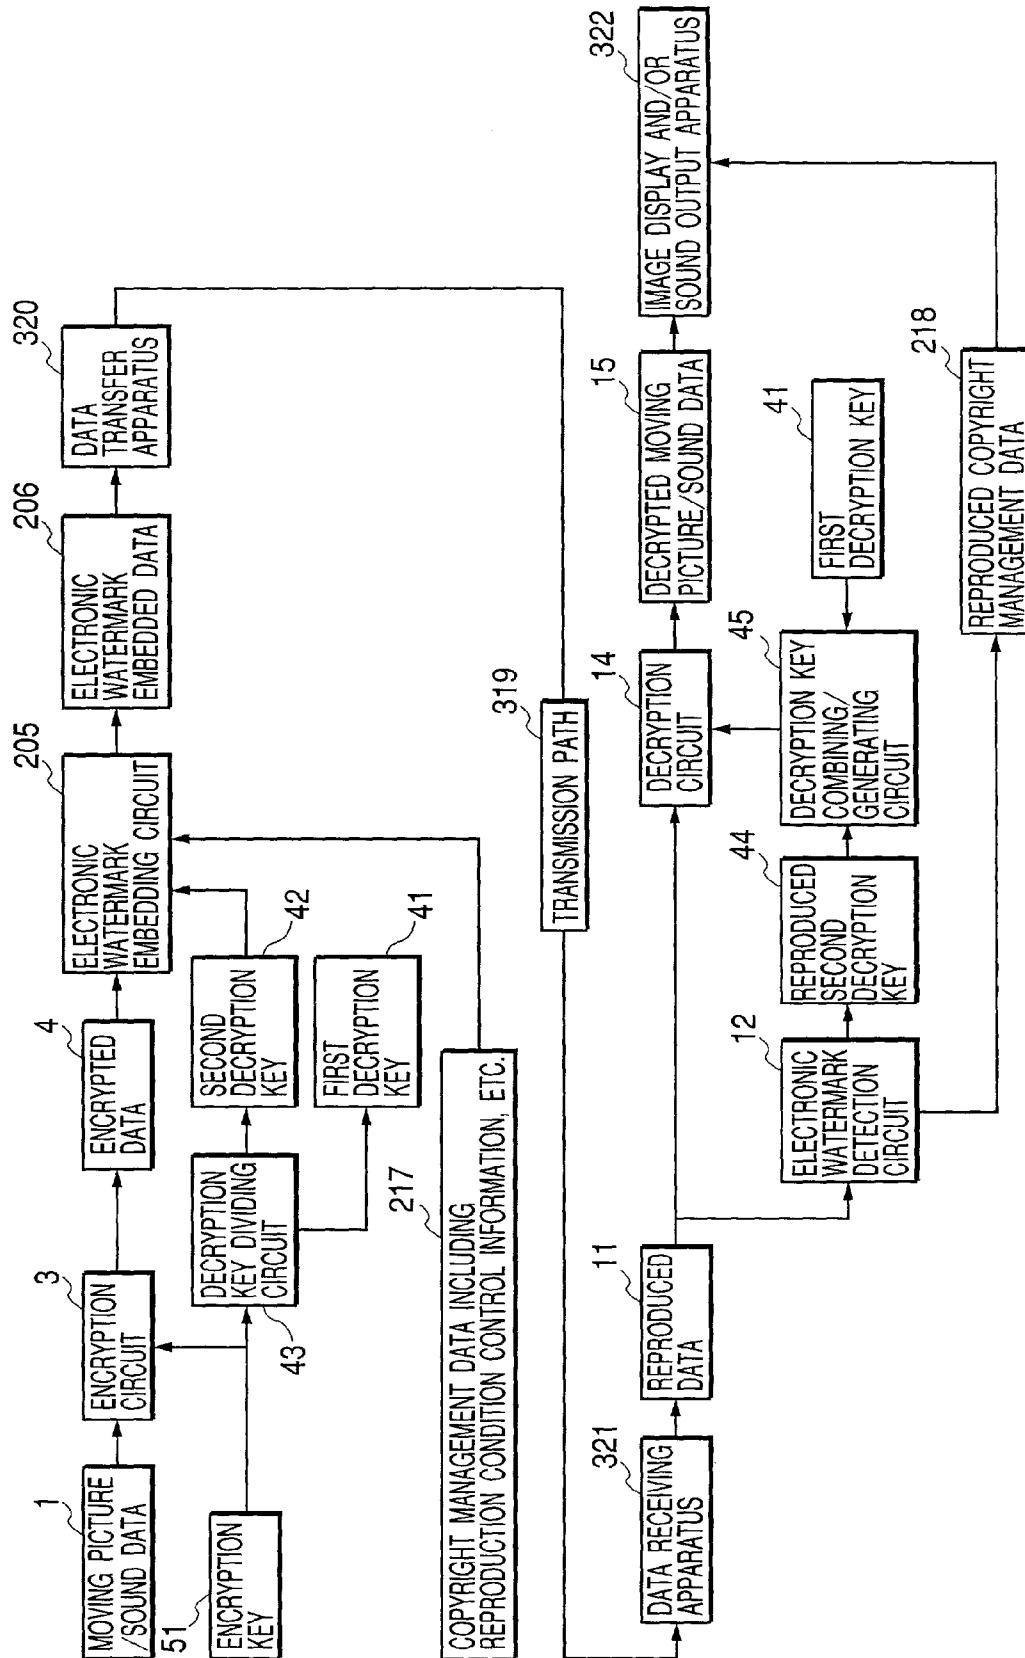 1
MOVING PICTURE
/SOUND DATA
3
ENCRYPTION
CIRCUIT
4
ENCRYPTED
DATA
205
ELECTRONIC
WATERMARK
EMBEDDING CIRCUIT
206
ELECTRONIC
WATERMARK
EMBEDDED DATA
320
DATA
TRANSFER
APPARATUS
51
ENCRYPTION
KEY
43
DECRYPTION
KEY DIVIDING
CIRCUIT
42
SECOND
DECRYPTION
KEY
41
FIRST
DECRYPTION
KEY
217
COPYRIGHT MANAGEMENT DATA INCLUDING
REPRODUCTION CONDITION CONTROL INFORMATION, ETC.
319
TRANSMISSION PATH
321
DATA RECEIVING
APPARATUS
11
REPRODUCED
DATA
14
DECRYPTION
CIRCUIT
15
DECRYPTED MOVING
PICTURE/SOUND DATA
322
IMAGE DISPLAY AND/OR
SOUND OUTPUT APPARATUS
12
ELECTRONIC
WATERMARK
DETECTION
CIRCUIT
44
REPRODUCED
SECOND
DECRYPTION
KEY
45
DECRYPTION KEY
COMBINING/
GENERATING
CIRCUIT
41
FIRST
DECRYPTION KEY
218
REPRODUCED COPYRIGHT
MANAGEMENT DATA